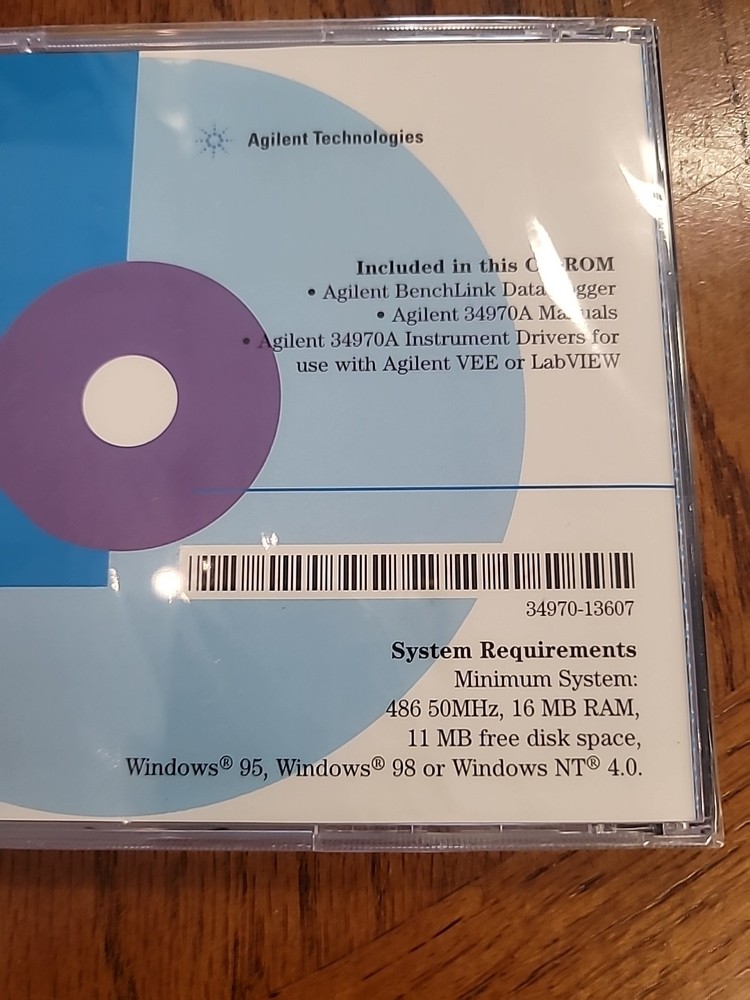 Agilent Technologies
Included in this CD-ROM
• Agilent BenchLink Data Logger
• Agilent 34970A Manuals
• Agilent 34970A Instrument Drivers for
use with Agilent VEE or LabVIEW
34970-13607
System Requirements
Minimum System:
486 50MHz, 16 MB RAM,
11 MB free disk space,
Windows® 95, Windows® 98 or Windows NT® 4.0.